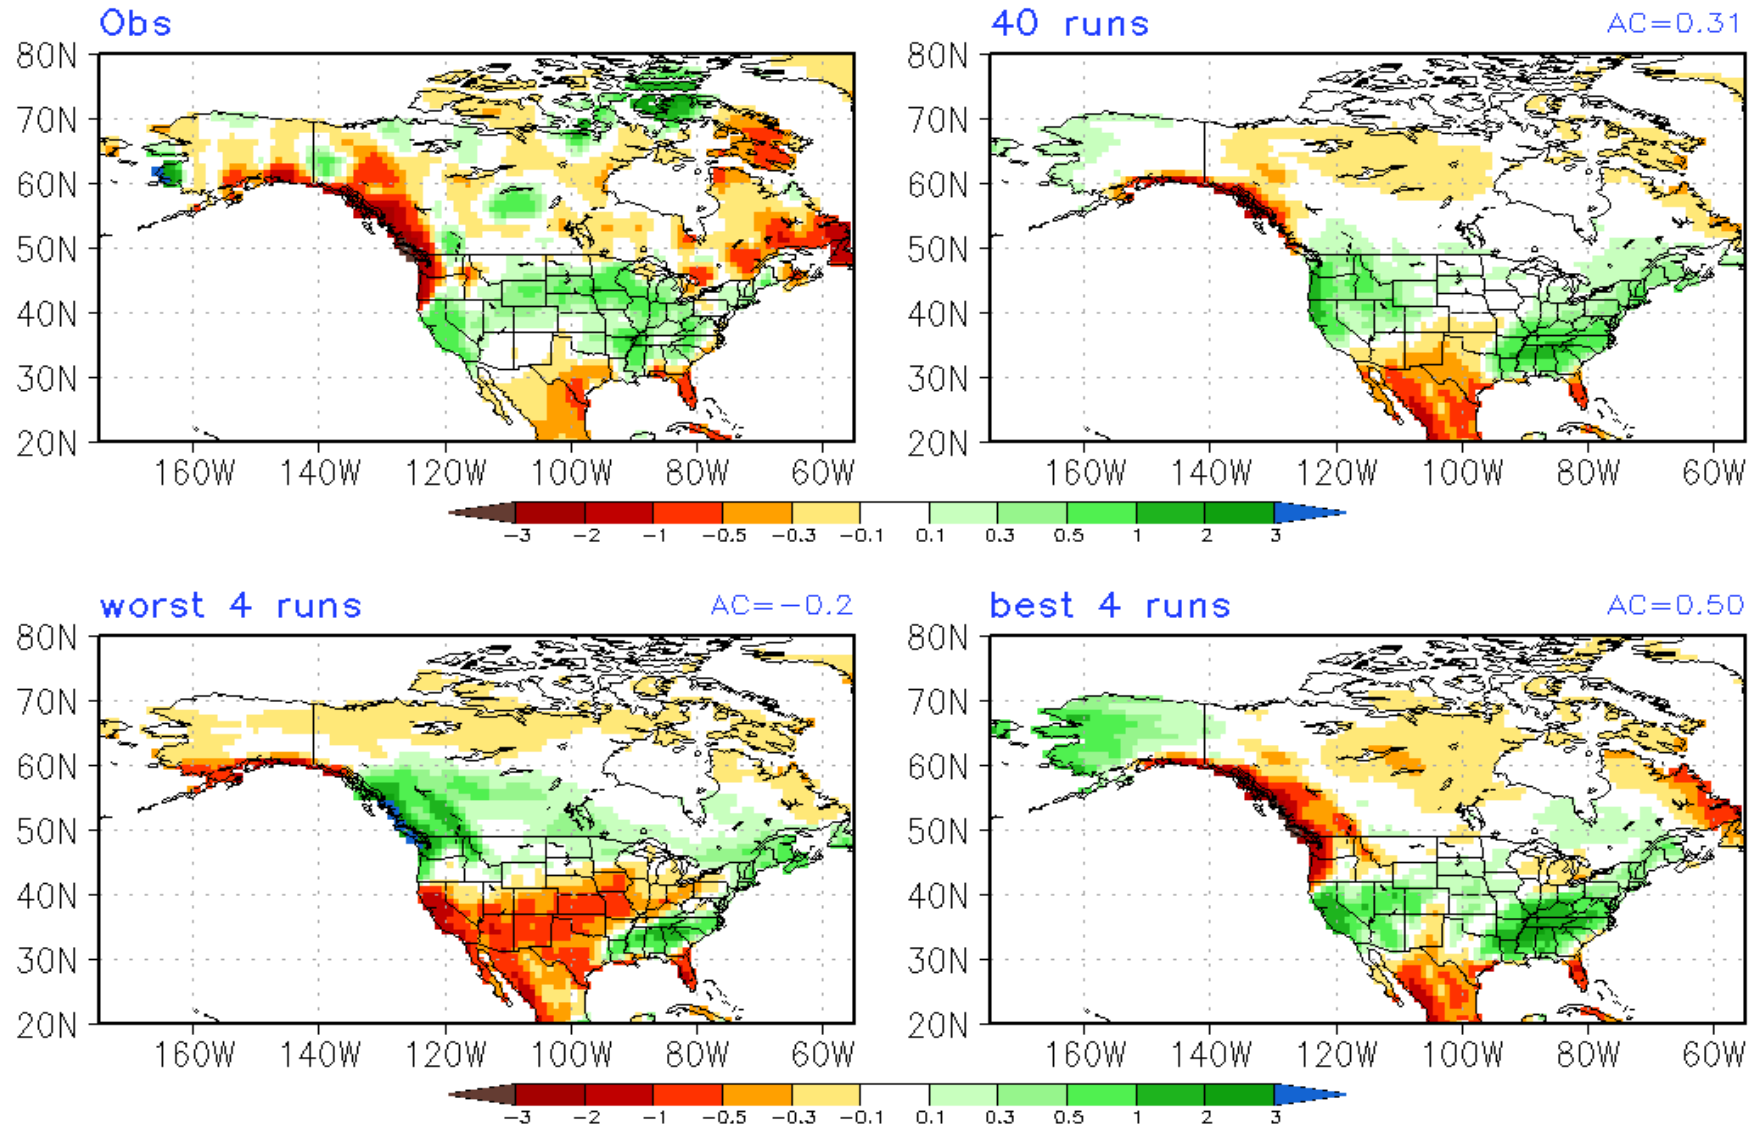 Obs
40 runs AC=0.31
80N 80N
70N 70N
60N 60N
50N 50N
40N 40N
30N 30N
20N 20N
160W 140W 120W 100W 80W 60W 160W 140W 120W 100W 80W 60W
-3 -2 -1 -0.5 -0.3 -0.1 0.1 0.3 0.5 1 2 3
worst 4 runs AC=-0.2
best 4 runs AC=0.50
80N 80N
70N 70N
60N 60N
50N 50N
40N 40N
30N 30N
20N 20N
160W 140W 120W 100W 80W 60W 160W 140W 120W 100W 80W 60W
-3 -2 -1 -0.5 -0.3 -0.1 0.1 0.3 0.5 1 2 3